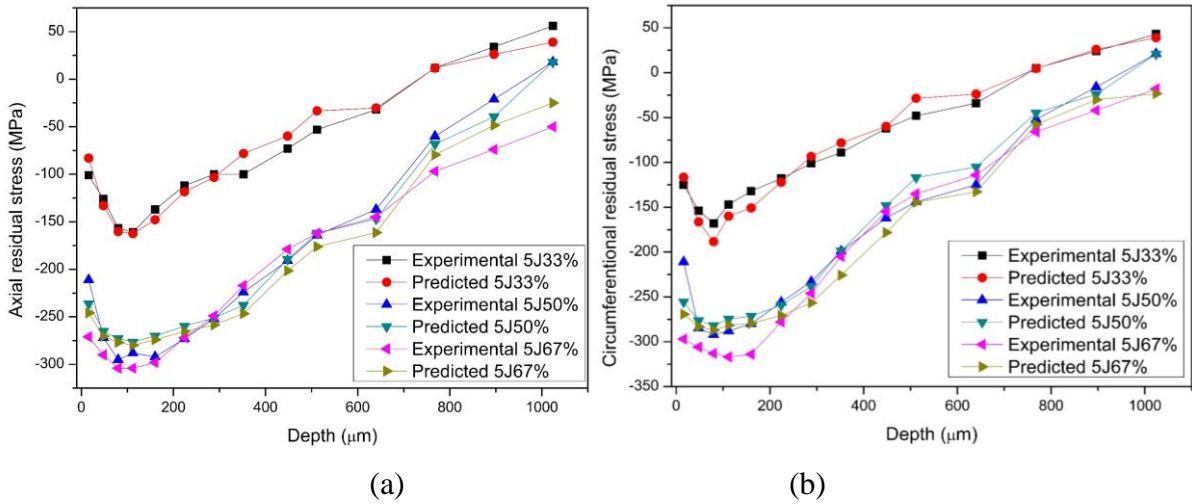 Axial residual stress (MPa)
50
0
-50
-100
-150
-200
-250
-300
0 200 400 600 800 1000
Depth (μm)
Experimental 5J33%
Predicted 5J33%
Experimental 5J50%
Predicted 5J50%
Experimental 5J67%
Predicted 5J67%
(a)
Circumferential residual stress (MPa)
50
0
-50
-100
-150
-200
-250
-300
-350
0 200 400 600 800 1000
Depth (μm)
Experimental 5J33%
Predicted 5J33%
Experimental 5J50%
Predicted 5J50%
Experimental 5J67%
Predicted 5J67%
(b)